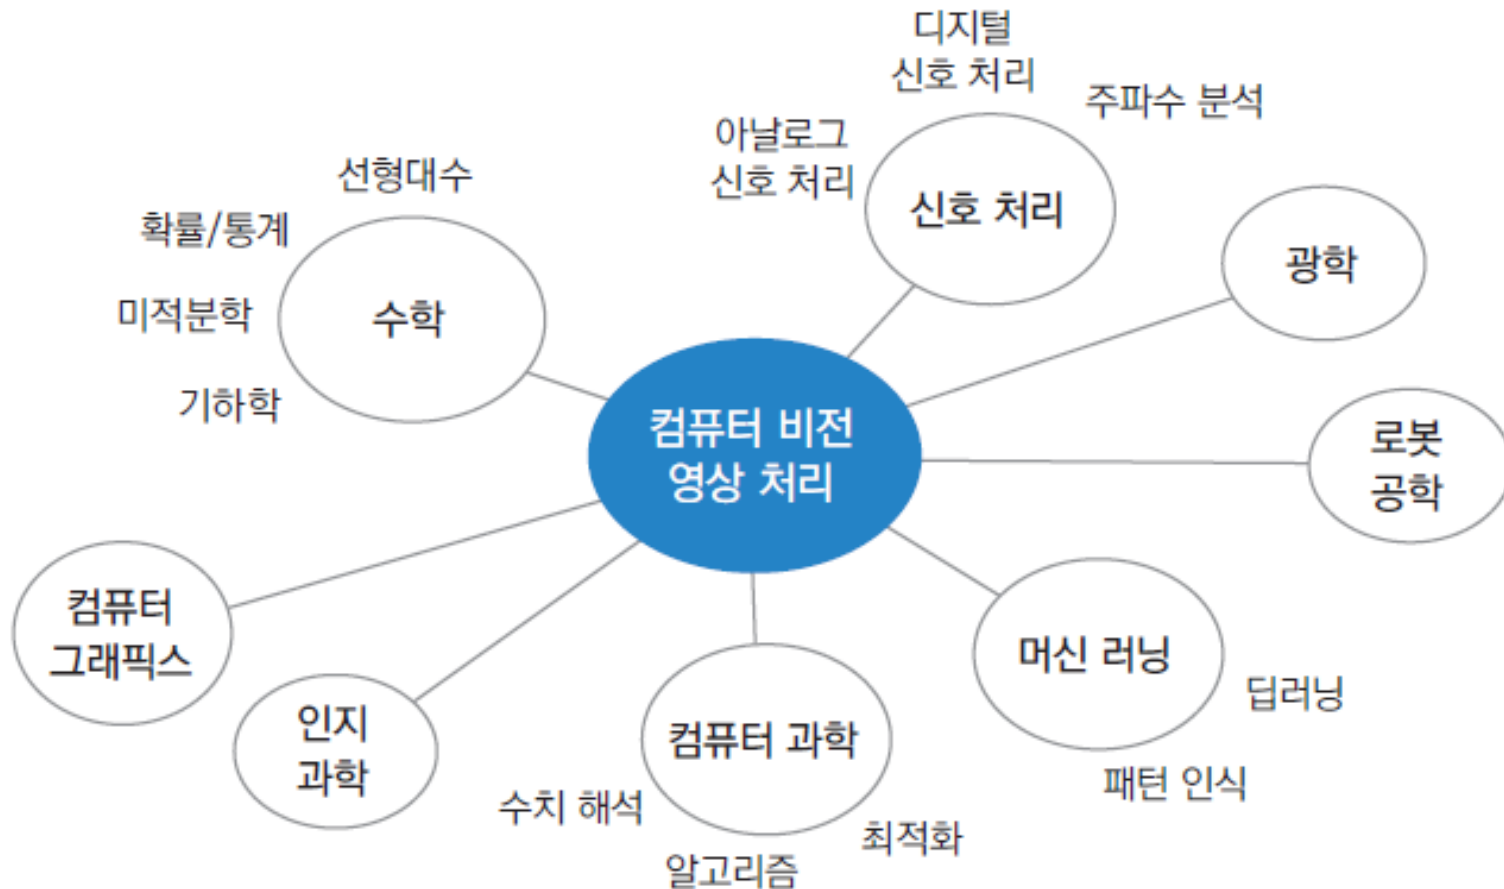 디지털
신호 처리
주파수 분석
아날로그
신호 처리
신호 처리
선형대수
확률/통계
미적분학
수학
기하학
광학
컴퓨터 비전
영상 처리
로봇
공학
컴퓨터
그래픽스
인지
과학
컴퓨터 과학
수치 해석
알고리즘
최적화
머신 러닝
딥러닝
패턴 인식